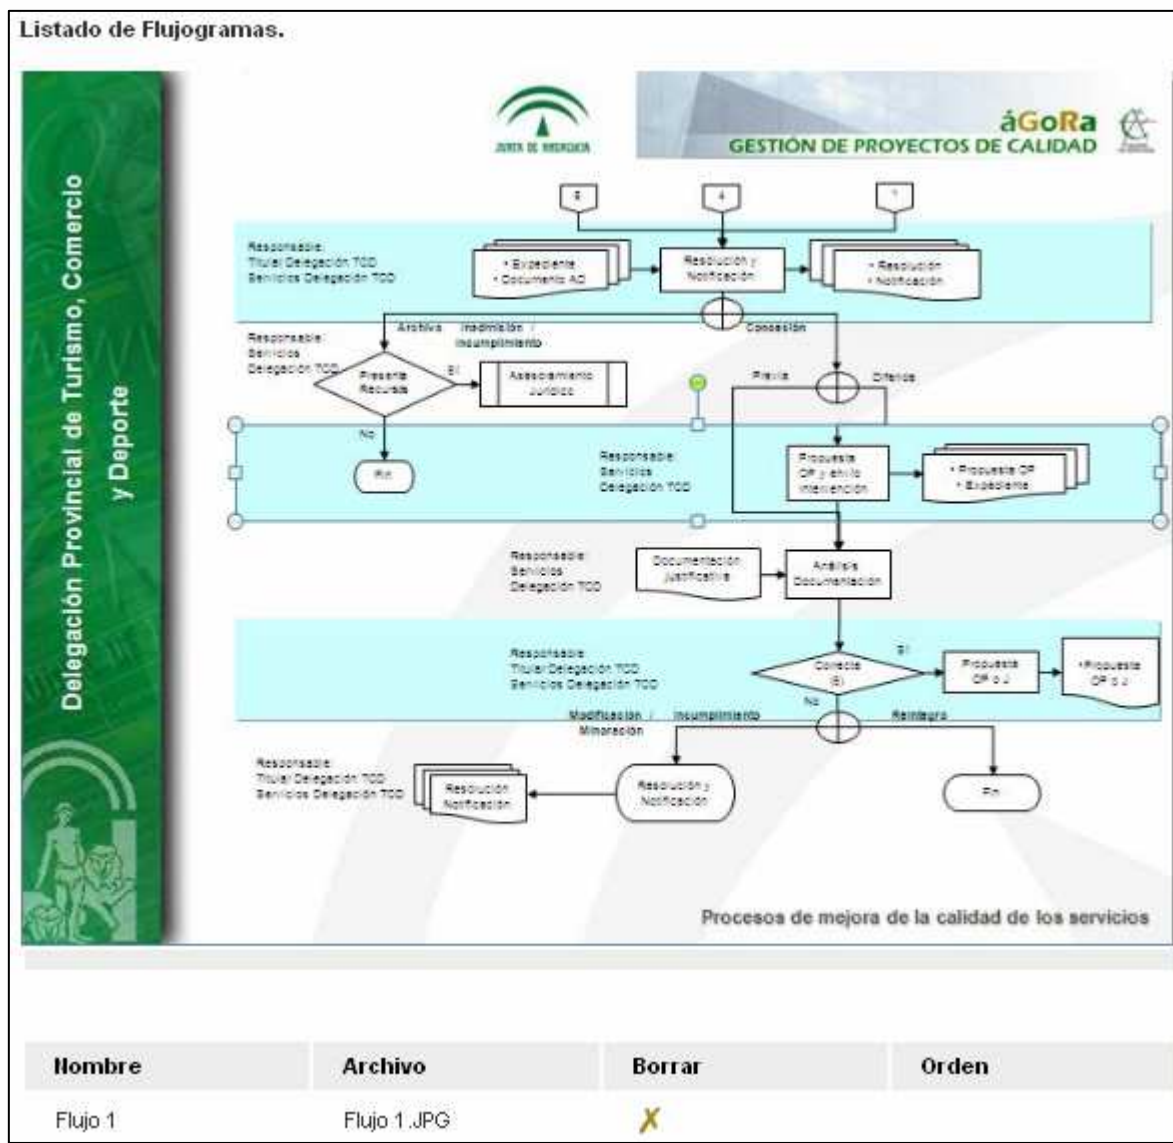 Listado de Flujogramas.
Delegación Provincial de Turismo, Comercio
y Deporte
JUNTA DE ANDALUCIA
áGoRa
GESTIÓN DE PROYECTOS DE CALIDAD
4
Responsable:
Titular Delegación TCD
Servicios Delegación TCD
• Expediente
• Documento AD
Resolución y
Notificación
• Resolución
• Notificación
Archivo Inadmisión /
Incumplimiento
Concesión
Responsable:
Servicios
Delegación TCD
Presenta
Recursos
SI
Asesoramiento
Jurídico
Previa
Diferida
No
Fin
Responsable:
Servicios
Delegación TCD
Propuesta
OP y envío
Intervención
• Propuesta OP
• Expediente
Responsable:
Servicios
Delegación TCD
Documentación
justificativa
Análisis
Documentación
Responsable:
Titular Delegación TCD
Servicios Delegación TCD
Correcta
SI
Propuesta
OP o J
•Propuesta
OP o J
No
Modificación / Incumplimiento
Minoración
Reintegro
Responsable:
Titular Delegación TCD
Servicios Delegación TCD
Resolución
Notificación
Resolución y
Notificación
Fin
Procesos de mejora de la calidad de los servicios
Nombre Archivo Borrar Orden
Flujo 1 Flujo 1.JPG